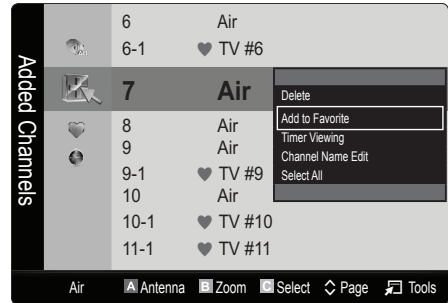 Added Channels
6 Air
6-1 ♥ TV #6
7 Air
8 Air
9 Air
9-1 ♥ TV #9
10 Air
10-1 ♥ TV #10
11-1 ♥ TV #11
Delete
Add to Favorite
Timer Viewing
Channel Name Edit
Select All
Air A Antenna B Zoom C Select Page Tools